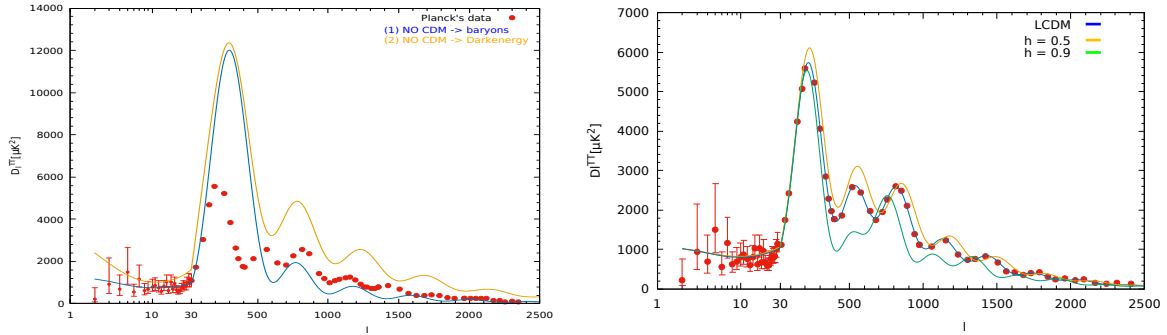 Planck's data
(1) NO CDM -> baryons
(2) NO CDM -> Darkenergy
14000
12000
10000
8000
6000
4000
2000
0
Dl^TT[μK²]
1 10 30 500 1000 1500 2000 2500
l
LCDM
h = 0.5
h = 0.9
7000
6000
5000
4000
3000
2000
1000
0
Dl^TT[μK²]
1 10 30 500 1000 1500 2000 2500
l